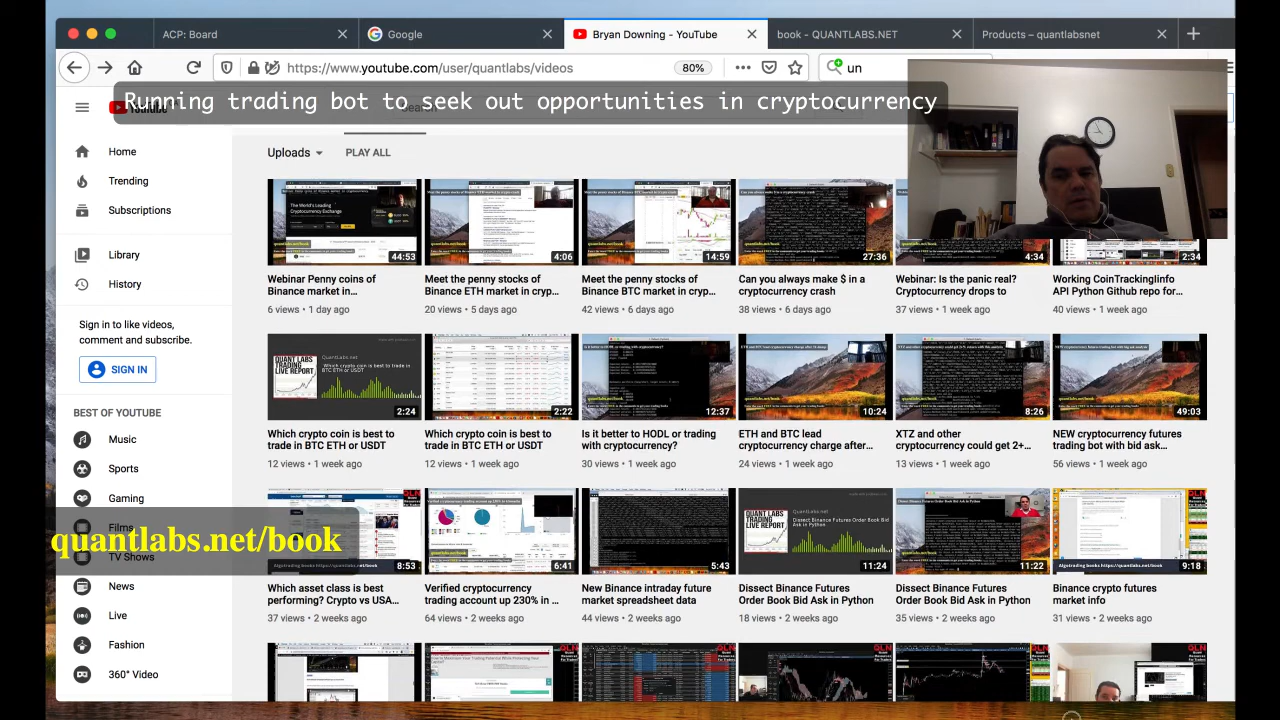 ACP: Board
Google
Bryan Downing - YouTube
book - QUANTLABS.NET
Products – quantlabsnet
https://www.youtube.com/user/quantlabs/videos
80%
un
Running trading bot to seek out opportunities in cryptocurrency
Home
Trending
Subscriptions
Library
History
Sign in to like videos,
comment and subscribe.
SIGN IN
BEST OF YOUTUBE
Music
Sports
Gaming
Films
TV Shows
News
Live
Fashion
360° Video
quantlabs.net/book
Uploads
PLAY ALL
44:53
4:06
14:59
27:36
4:34
2:34
Webinar Penny coins of
Binance market in...
6 views • 1 day ago
Meet the penny stocks of
Binance ETH market in cryp...
20 views • 5 days ago
Meet the penny stocks of
Binance BTC market in cryp...
42 views • 6 days ago
Can you always make $ in a
cryptocurrency crash
38 views • 6 days ago
Webinar: Is the panic real?
Cryptocurrency drops to
37 views • 1 week ago
Working CoinTrackingInfo
API Python Github repo for...
40 views • 1 week ago
2:24
10:24
8:26
49:03
Which crypto coin is best to
trade in BTC ETH or USDT
12 views • 1 week ago
Which crypto coin is best to
trade in BTC ETH or USDT
12 views • 1 week ago
Is it better to HODL or trading
with cryptocurrency?
30 views • 1 week ago
ETH and BTC lead
cryptocurrency charge after...
24 views • 1 week ago
XTZ and other
cryptocurrency could get 2+...
13 views • 1 week ago
NEW cryptocurrency futures
trading bot with bid ask...
56 views • 1 week ago
8:53
5:41
5:43
11:24
11:22
9:18
Which asset class is best
performing? Crypto vs USA...
37 views • 2 weeks ago
Verified cryptocurrency
trading account up 230% in ...
64 views • 2 weeks ago
New Binance intraday future
market spreadsheet data
44 views • 2 weeks ago
Dissect Binance Futures
Order Book Bid Ask in Python
18 views • 2 weeks ago
Dissect Binance Futures
Order Book Bid Ask in Python
35 views • 2 weeks ago
Binance crypto futures
market info
31 views • 2 weeks ago